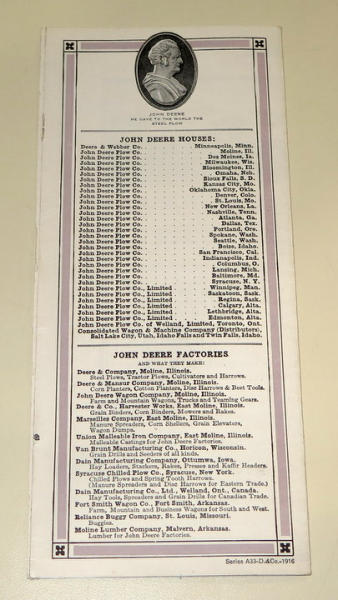 JOHN DEERE
HE GAVE TO THE WORLD THE
STEEL PLOW
JOHN DEERE HOUSES:
Deere & Webber Co. Minneapolis, Minn.
John Deere Plow Co. Moline, Ill.
John Deere Plow Co. Des Moines, Ia.
John Deere Plow Co. Milwaukee, Wis.
John Deere Plow Co. Bloomington, Ill.
John Deere Plow Co. Omaha, Neb.
John Deere Plow Co. Sioux Falls, S. D.
John Deere Plow Co. Kansas City, Mo.
John Deere Plow Co. Oklahoma City, Okla.
John Deere Plow Co. Denver, Colo.
John Deere Plow Co. St. Louis, Mo.
John Deere Plow Co. New Orleans, La.
John Deere Plow Co. Nashville, Tenn.
John Deere Plow Co. Atlanta, Ga.
John Deere Plow Co. Dallas, Tex.
John Deere Plow Co. Portland, Ore.
John Deere Plow Co. Spokane, Wash.
John Deere Plow Co. Seattle, Wash.
John Deere Plow Co. Boise, Idaho.
John Deere Plow Co. San Francisco, Cal.
John Deere Plow Co. Indianapolis, Ind.
John Deere Plow Co. Columbus, O.
John Deere Plow Co. Lansing, Mich.
John Deere Plow Co. Baltimore, Md.
John Deere Plow Co. Syracuse, N. Y.
John Deere Plow Co., Limited Winnipeg, Man.
John Deere Plow Co., Limited Saskatoon, Sask.
John Deere Plow Co., Limited Regina, Sask.
John Deere Plow Co., Limited Calgary, Alta.
John Deere Plow Co., Limited Lethbridge, Alta.
John Deere Plow Co., Limited Edmonton, Alta.
John Deere Plow Co. of Welland, Limited, Toronto, Ont.
Consolidated Wagon & Machine Company (Distributers),
Salt Lake City, Utah, Idaho Falls and Twin Falls, Idaho.
JOHN DEERE FACTORIES
AND WHAT THEY MAKE:
Deere & Company, Moline, Illinois.
Steel Plows, Tractor Plows, Cultivators and Harrows.
Deere & Mansur Company, Moline, Illinois.
Corn Planters, Cotton Planters, Disc Harrows & Beet Tools.
John Deere Wagon Company, Moline, Illinois.
Farm and Mountain Wagons, Trucks and Teaming Gears.
Deere & Co., Harvester Works, East Moline, Illinois.
Grain Binders, Corn Binders, Mowers and Rakes.
Marseilles Company, East Moline, Illinois.
Manure Spreaders, Corn Shellers, Grain Elevators,
Wagon Dumps.
Union Malleable Iron Company, East Moline, Illinois.
Malleable Castings for John Deere Factories.
Van Brunt Manufacturing Co., Horicon, Wisconsin.
Grain Drills and Seeders of all kinds.
Dain Manufacturing Company, Ottumwa, Iowa.
Hay Loaders, Stackers, Rakes, Presses and Kaffir Headers.
Syracuse Chilled Plow Co., Syracuse, New York.
Chilled Plows and Spring Tooth Harrows.
(Manure Spreaders and Disc Harrows for Eastern Trade.)
Dain Manufacturing Co., Ltd., Welland, Ont., Canada.
Hay Tools, Spreaders and Grain Drills for Canadian Trade.
Fort Smith Wagon Co., Fort Smith, Arkansas.
Farm, Mountain and Business Wagons for South and West.
Reliance Buggy Company, St. Louis, Missouri.
Buggies.
Moline Lumber Company, Malvern, Arkansas.
Lumber for John Deere Factories.
Series A33-D.&Co.-1916